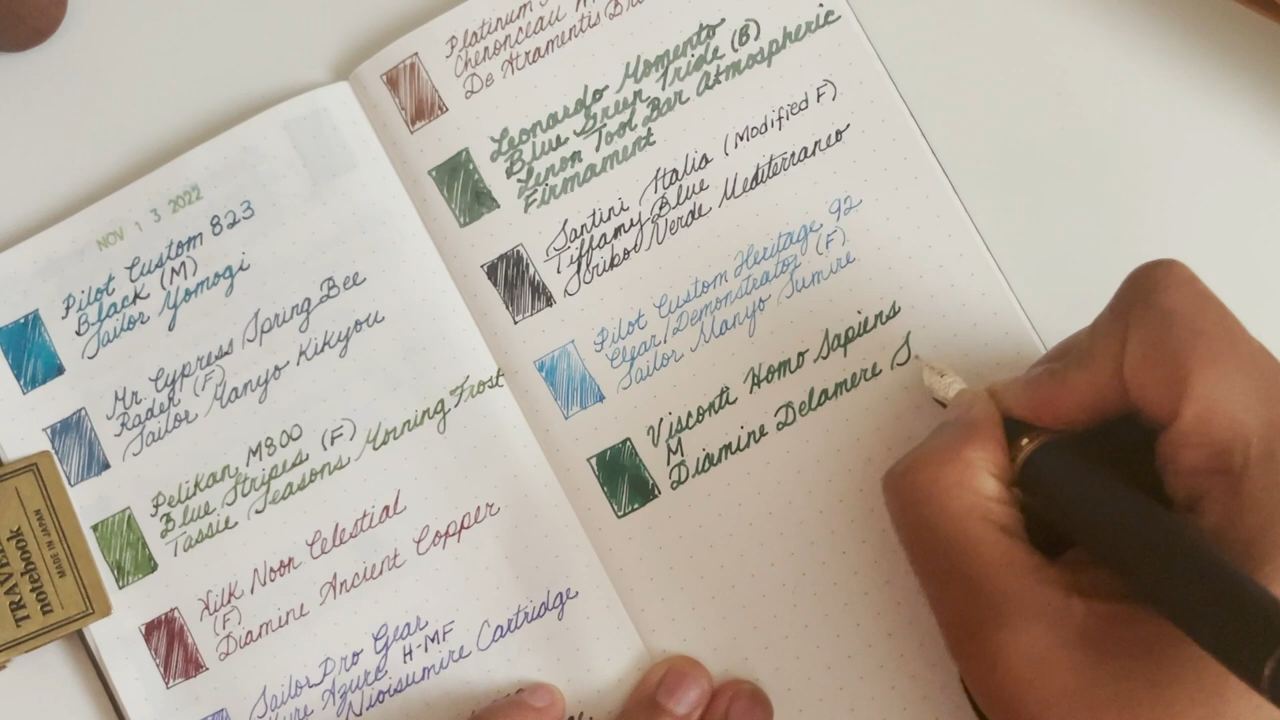 NOV 1 3 2022
Pilot Custom 823
Black (M)
Sailor Yomogi
Mr. Cypress Spring Bee
Raden (F)
Sailor Manyo Kikyou
Pelikan M800
Blue Stripes (F)
Tassie Seasons Morning Frost
Kilk Noor Celestial
(F)
Diamine Ancient Copper
Sailor Pro Gear
Azure H-MF
Nioisumire Cartridge
TRAV
notebook
MADE IN JAPAN
Platinum
Chenonceau
De Atramentis
Leonardo Momento
Blue Green Tride (B)
Lenon Tool Bar Atmospheric
Firmament
Santini Italia (Modified F)
Tiffamy Blue
Scribo Verde Mediterraneo
Pilot Custom Heritage 92
Clear/Demonstrator (F)
Sailor Manyo Sumire
Visconti Homo Sapiens
M
Diamine Delamere S